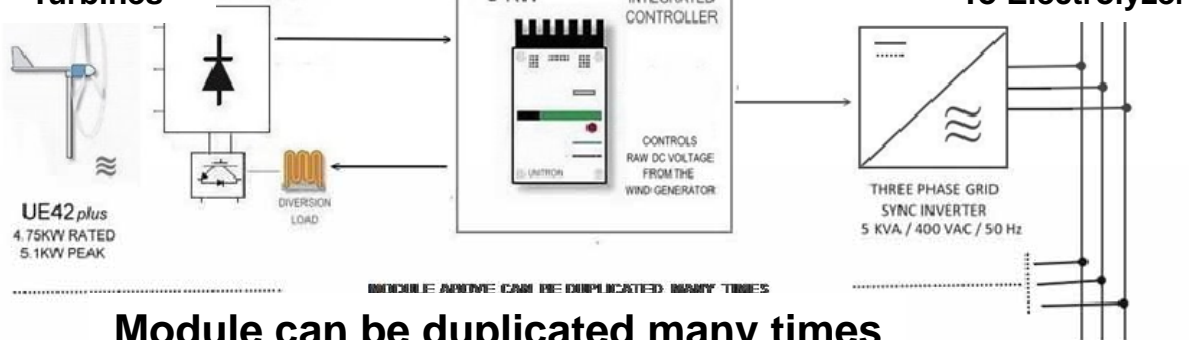 Turbines
INTEGRATED
To Electrolyzer
CONTROLLER
CONTROLS
RAW DC VOLTAGE
FROM THE
WIND GENERATOR
UNITRON
DIVERSION
LOAD
UE42 plus
4.75KW RATED
5.1KW PEAK
THREE PHASE GRID
SYNC INVERTER
5 KVA / 400 VAC / 50 Hz
MODULE ABOVE CAN BE DUPLICATED MANY TIMES
Module can be duplicated many times